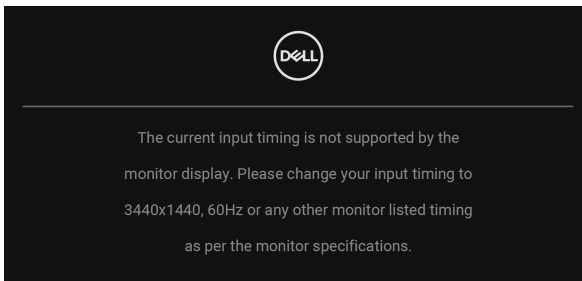 DELL
The current input timing is not supported by the
monitor display. Please change your input timing to
3440x1440, 60Hz or any other monitor listed timing
as per the monitor specifications.